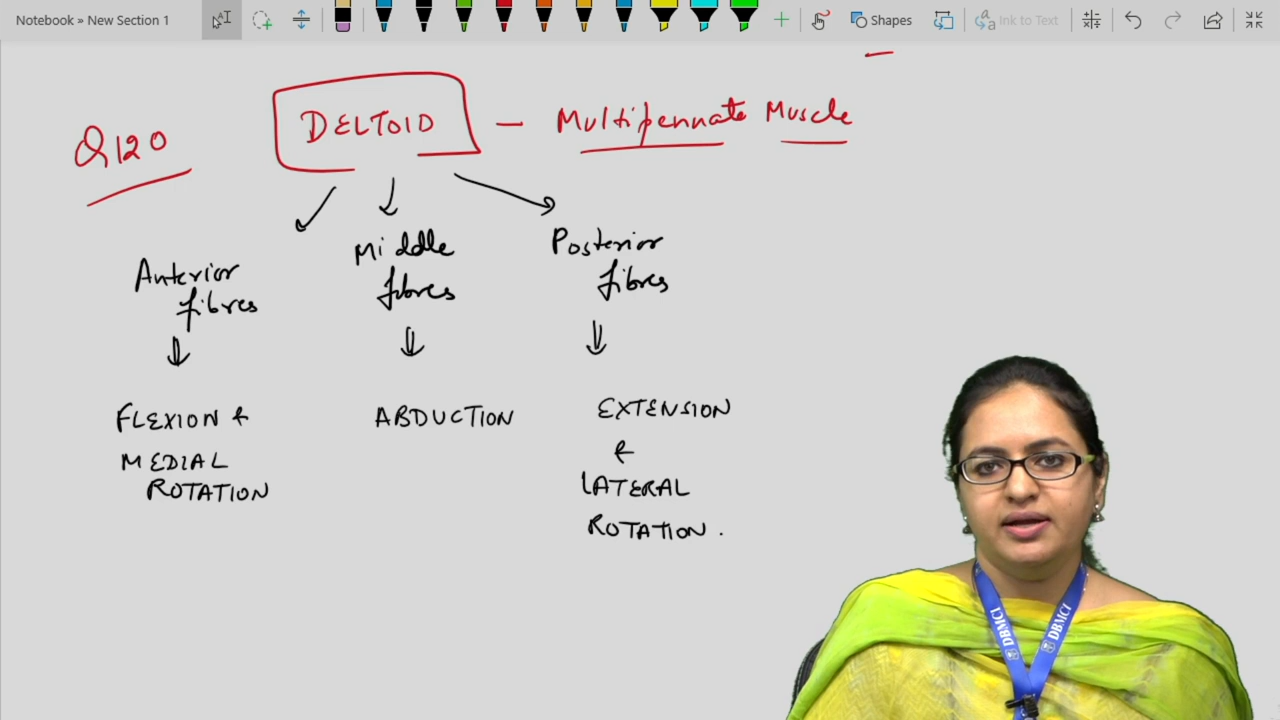 Notebook » New Section 1
Shapes
Ink to Text
Q120
DELTOID — Multipennate Muscle
Anterior fibres
Middle fibres
Posterior fibres
FLEXION &
MEDIAL
ROTATION
ABDUCTION
EXTENSION
&
LATERAL
ROTATION.
DBMCI
DBMCI